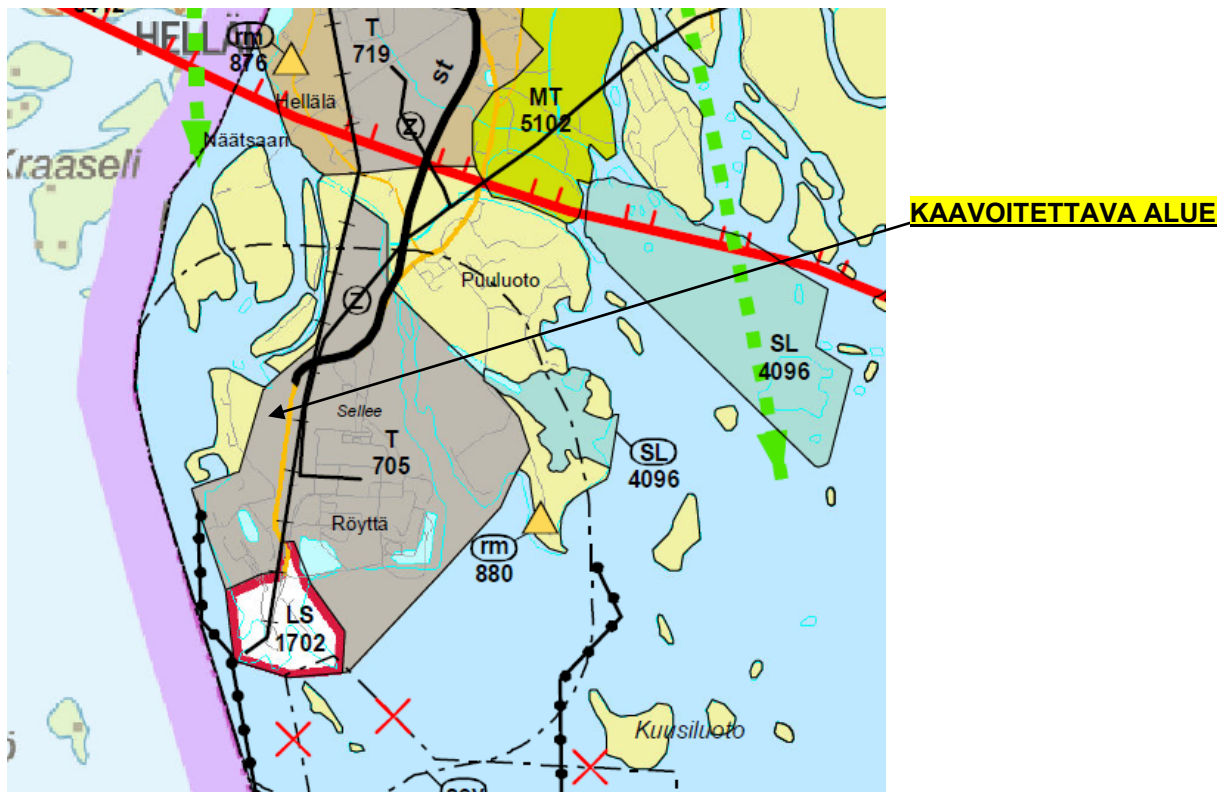 HELLÄ
rm
876
T
719
st
MT
5102
Hellälä
Z
Näätsaari
Kraaseli
KAAVOITETTAVA ALUE
Puuluoto
Z
SL
4096
Sellee
T
705
SL
4096
Röyttä
rm
880
LS
1702
Kuusiluoto